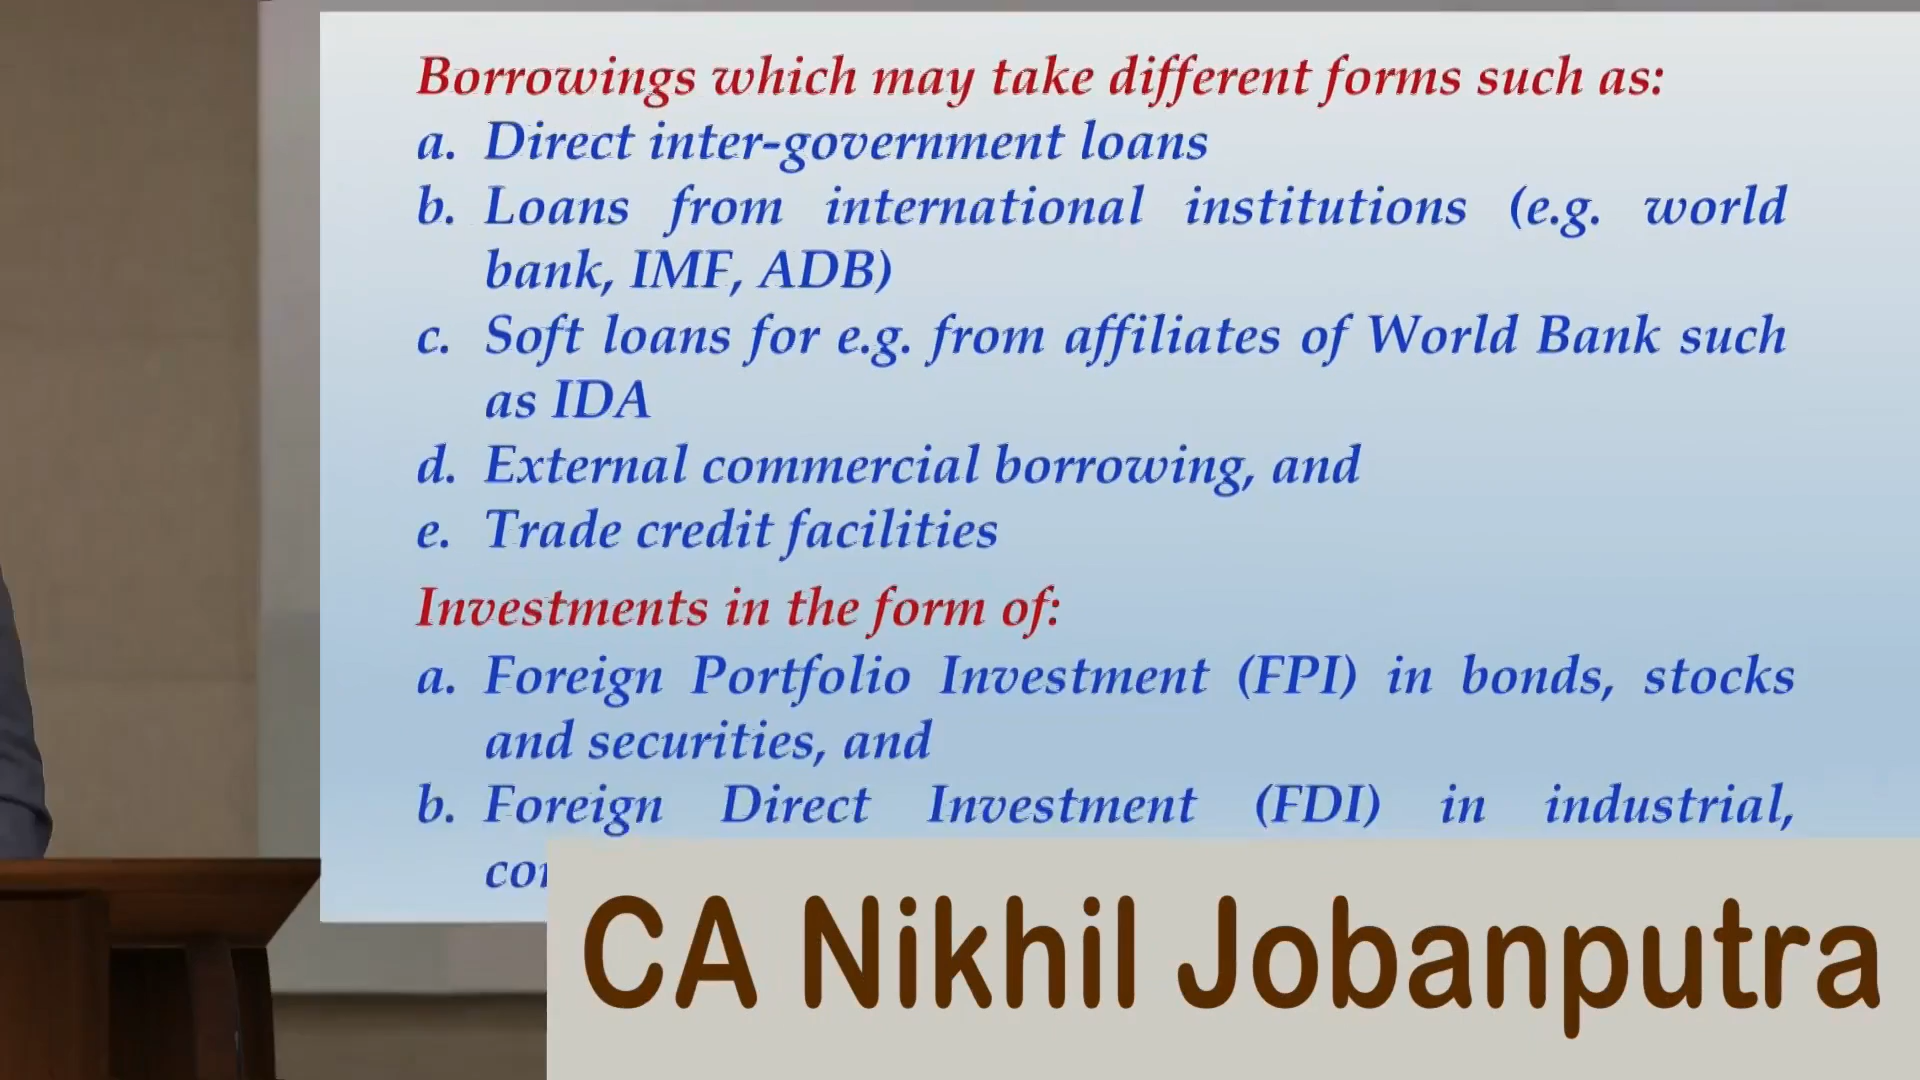 Borrowings which may take different forms such as:
a. Direct inter-government loans
b. Loans from international institutions (e.g. world
bank, IMF, ADB)
c. Soft loans for e.g. from affiliates of World Bank such
as IDA
d. External commercial borrowing, and
e. Trade credit facilities
Investments in the form of:
a. Foreign Portfolio Investment (FPI) in bonds, stocks
and securities, and
b. Foreign Direct Investment (FDI) in industrial,
CA Nikhil Jobanputra